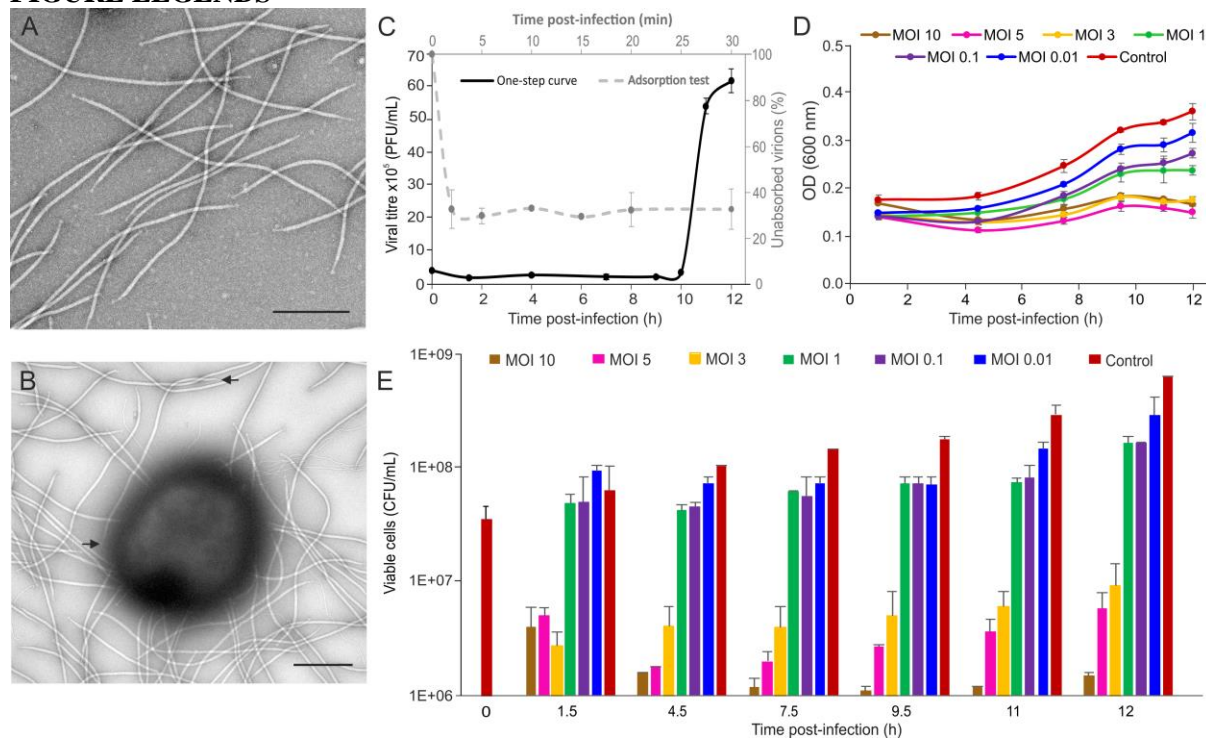 FIGURE LEGENDS
A
B
C
Time post-infection (min)
0 5 10 15 20 25 30
70
60
50
40
30
20
10
0
Viral titre x10⁵ (PFU/mL)
One-step curve
Adsorption test
100
80
60
40
20
0
Unabsorbed virions (%)
0 2 4 6 8 10 12
Time post-infection (h)
D
MOI 10 MOI 5 MOI 3 MOI 1
MOI 0.1 MOI 0.01 Control
0.5
0.4
0.3
0.2
0.1
0.0
OD (600 nm)
0 2 4 6 8 10 12
Time post-infection (h)
E
MOI 10 MOI 5 MOI 3 MOI 1 MOI 0.1 MOI 0.01 Control
1E+09
1E+08
1E+07
1E+06
Viable cells (CFU/mL)
0 1.5 4.5 7.5 9.5 11 12
Time post-infection (h)